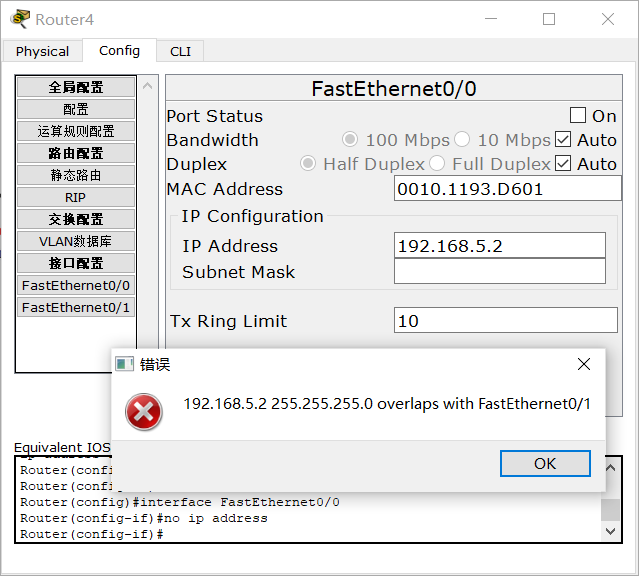 Router4
Physical Config CLI
全局配置
配置
运算规则配置
路由配置
静态路由
RIP
交换配置
VLAN数据库
接口配置
FastEthernet0/0
FastEthernet0/1
FastEthernet0/0
Port Status On
Bandwidth 100 Mbps 10 Mbps Auto
Duplex Half Duplex Full Duplex Auto
MAC Address 0010.1193.D601
IP Configuration
IP Address 192.168.5.2
Subnet Mask
Tx Ring Limit 10
错误
192.168.5.2 255.255.255.0 overlaps with FastEthernet0/1
OK
Equivalent IOS
Router(config
Router(config
Router(config)#interface FastEthernet0/0
Router(config-if)#no ip address
Router(config-if)#